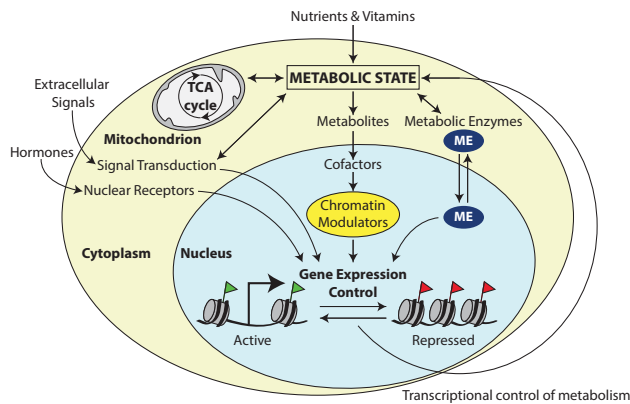 Nutrients & Vitamins
METABOLIC STATE
TCA
cycle
Extracellular
Signals
Mitochondrion
Metabolites
Metabolic Enzymes
ME
Hormones
Signal Transduction
Cofactors
Nuclear Receptors
Chromatin
Modulators
ME
Cytoplasm
Nucleus
Gene Expression
Control
Active
Repressed
Transcriptional control of metabolism